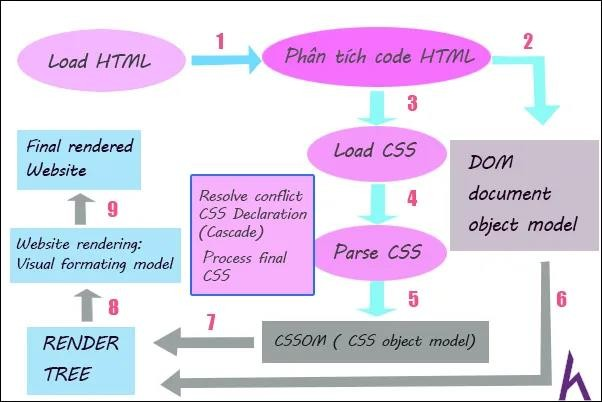 Load HTML
1
Phân tích code HTML
2
3
Load CSS
4
Resolve conflict
CSS Declaration
(Cascade)
Process final
CSS
Parse CSS
DOM
document
object model
5
6
CSSOM ( CSS object model)
7
RENDER
TREE
8
Website rendering:
Visual formating model
9
Final rendered
Website